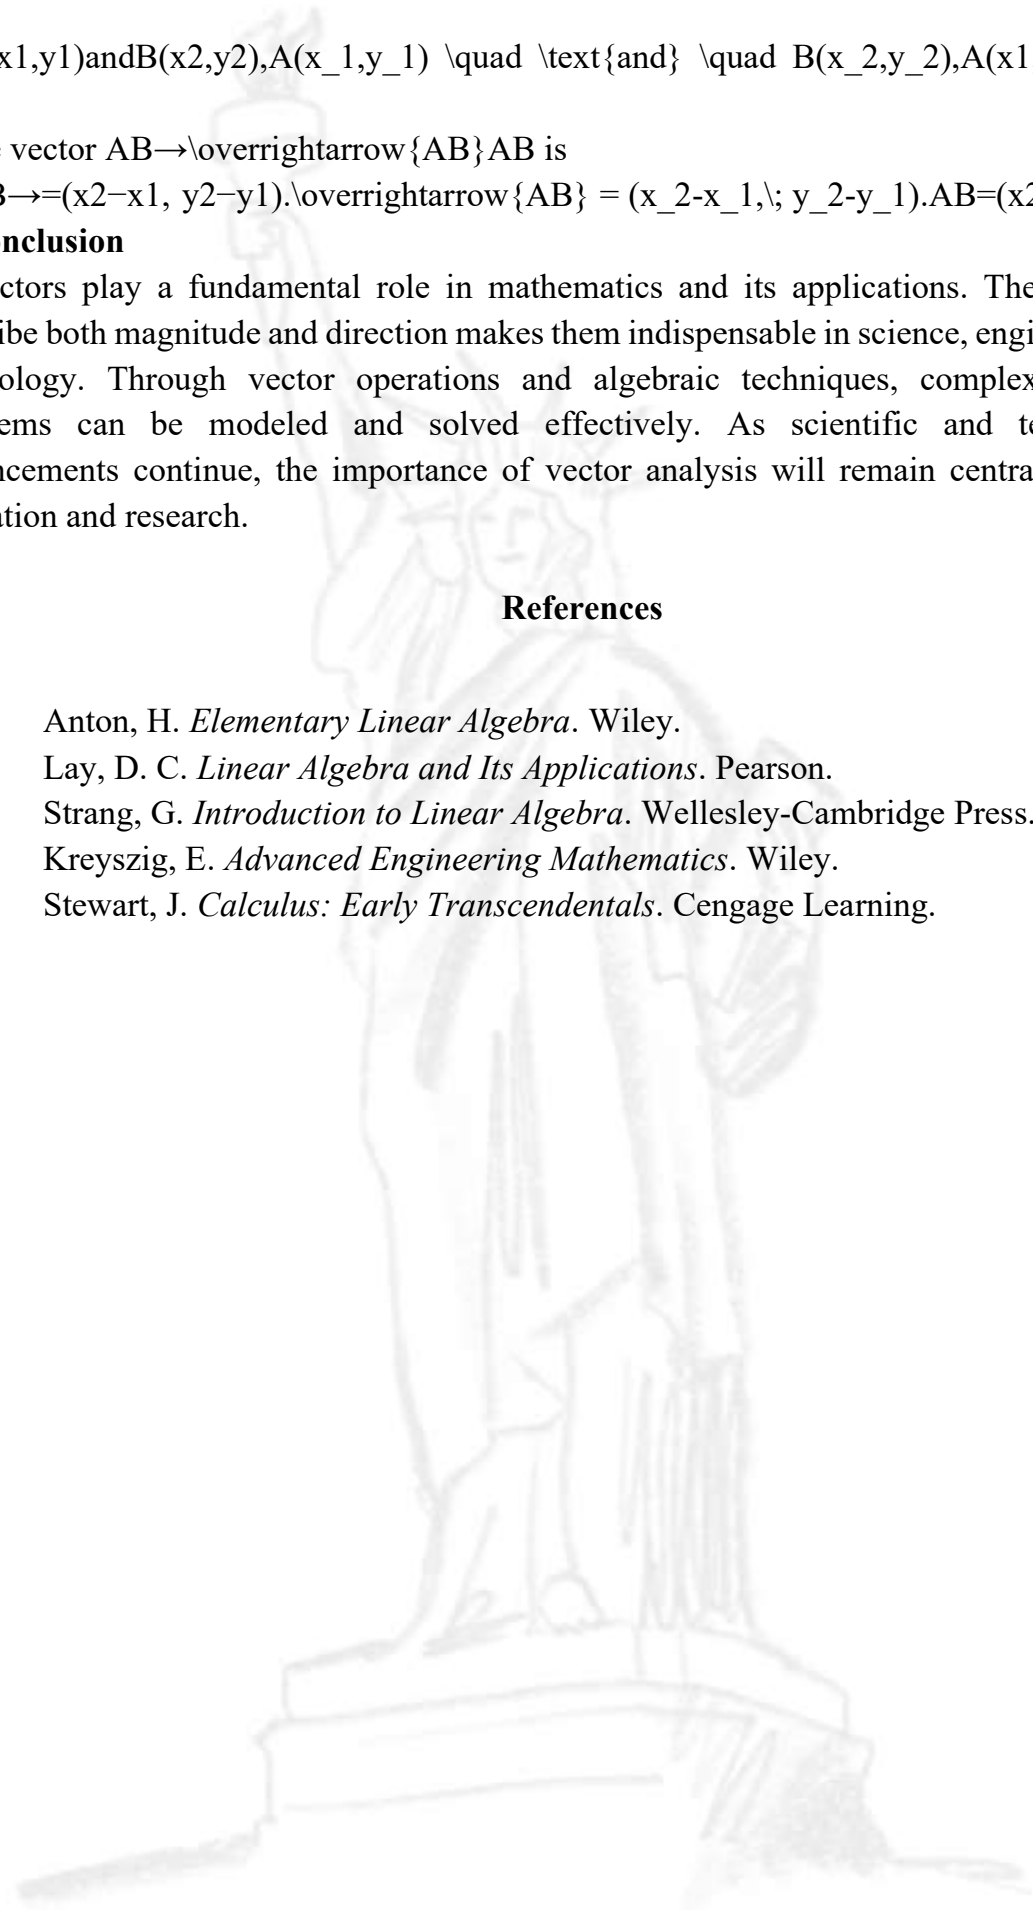 x1,y1)andB(x2,y2),A(x_1,y_1) \quad \text{and} \quad B(x_2,y_2),A(x1
vector AB→\overrightarrow{AB}AB is
→=(x2−x1, y2−y1).\overrightarrow{AB} = (x_2-x_1,\; y_2-y_1).AB=(x2
nclusion
ctors play a fundamental role in mathematics and its applications. The
ibe both magnitude and direction makes them indispensable in science, engi
ology. Through vector operations and algebraic techniques, complex
ems can be modeled and solved effectively. As scientific and te
ncements continue, the importance of vector analysis will remain centra
ation and research.
References
Anton, H. Elementary Linear Algebra. Wiley.
Lay, D. C. Linear Algebra and Its Applications. Pearson.
Strang, G. Introduction to Linear Algebra. Wellesley-Cambridge Press.
Kreyszig, E. Advanced Engineering Mathematics. Wiley.
Stewart, J. Calculus: Early Transcendentals. Cengage Learning.